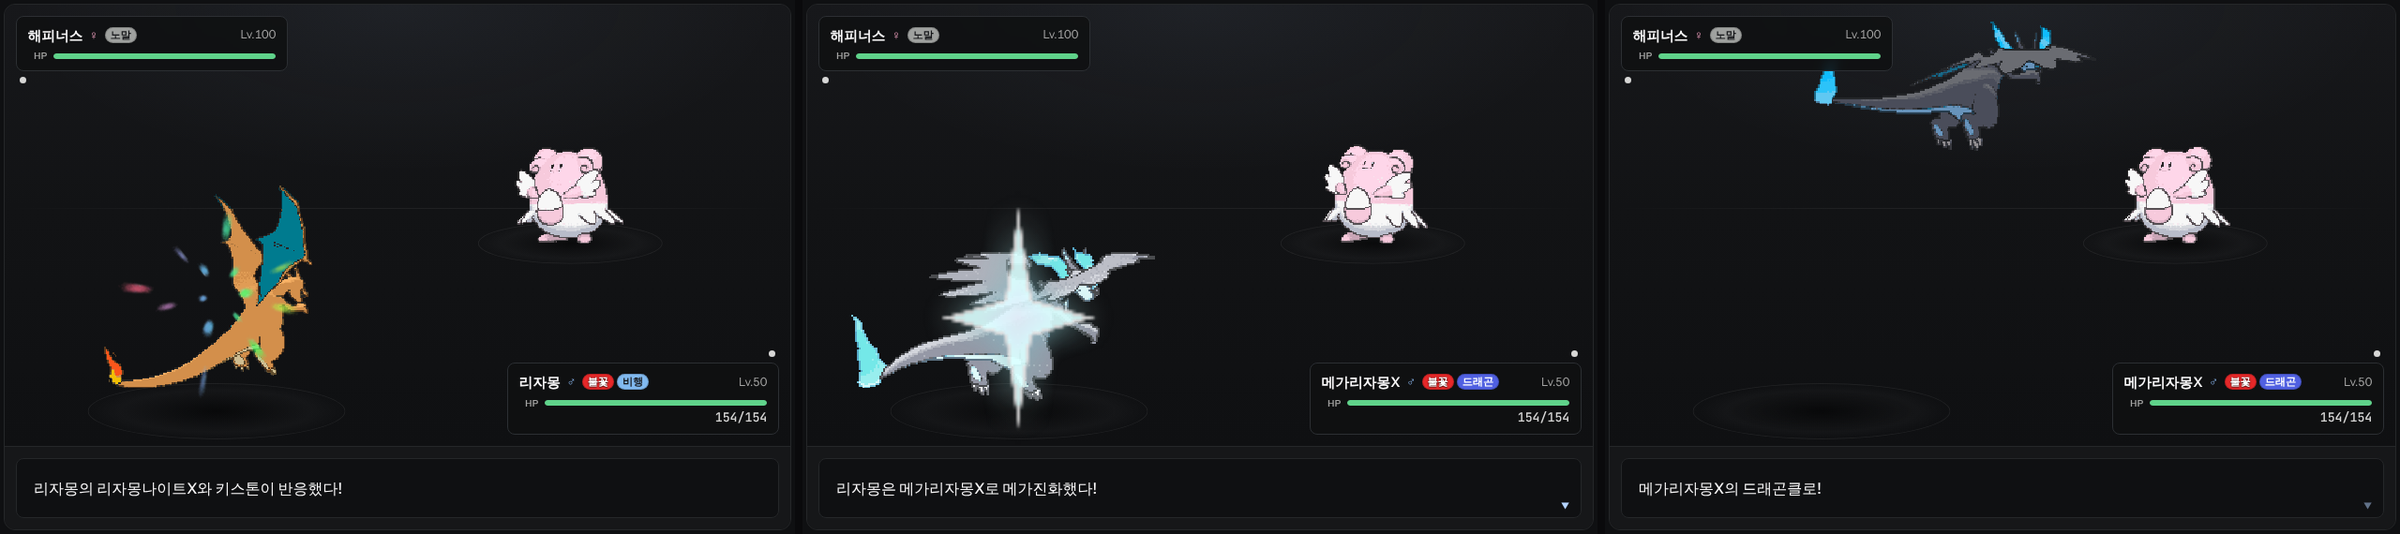 해피너스 ♀ 노말 Lv.100
HP
리자몽 ♂ 불꽃 비행 Lv.50
HP
154/154
리자몽의 리자몽나이트X와 키스톤이 반응했다!
해피너스 ♀ 노말 Lv.100
HP
메가리자몽X ♂ 불꽃 드래곤 Lv.50
HP
154/154
리자몽은 메가리자몽X로 메가진화했다!
▼
해피너스 ♀ 노말 Lv.100
HP
메가리자몽X ♂ 불꽃 드래곤 Lv.50
HP
154/154
메가리자몽X의 드래곤클로!
▼